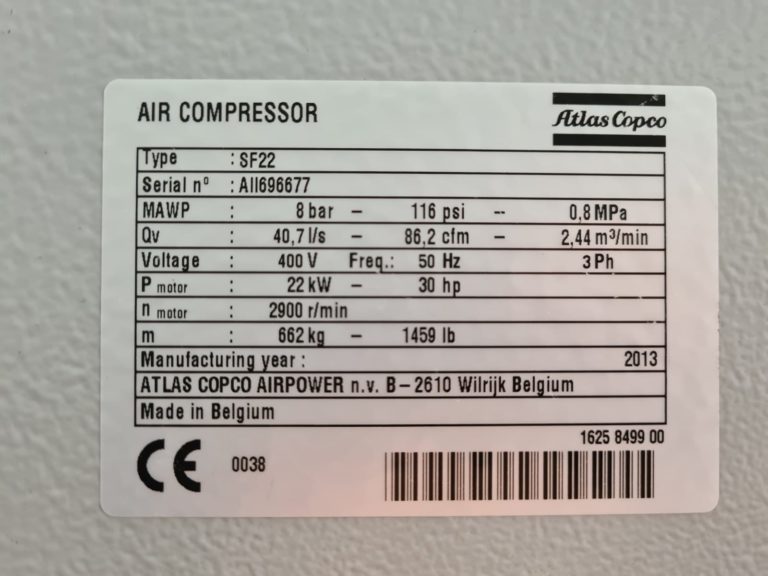 AIR COMPRESSOR
Atlas Copco
Type : SF22
Serial nº : AII696677
MAWP : 8 bar – 116 psi -- 0,8 MPa
Qv : 40,7 l/s – 86,2 cfm – 2,44 m³/min
Voltage : 400 V Freq.: 50 Hz 3 Ph
P motor : 22 kW – 30 hp
n motor : 2900 r/min
m : 662 kg – 1459 lb
Manufacturing year : 2013
ATLAS COPCO AIRPOWER n.v. B – 2610 Wilrijk Belgium
Made in Belgium
1625 8499 00
CE 0038